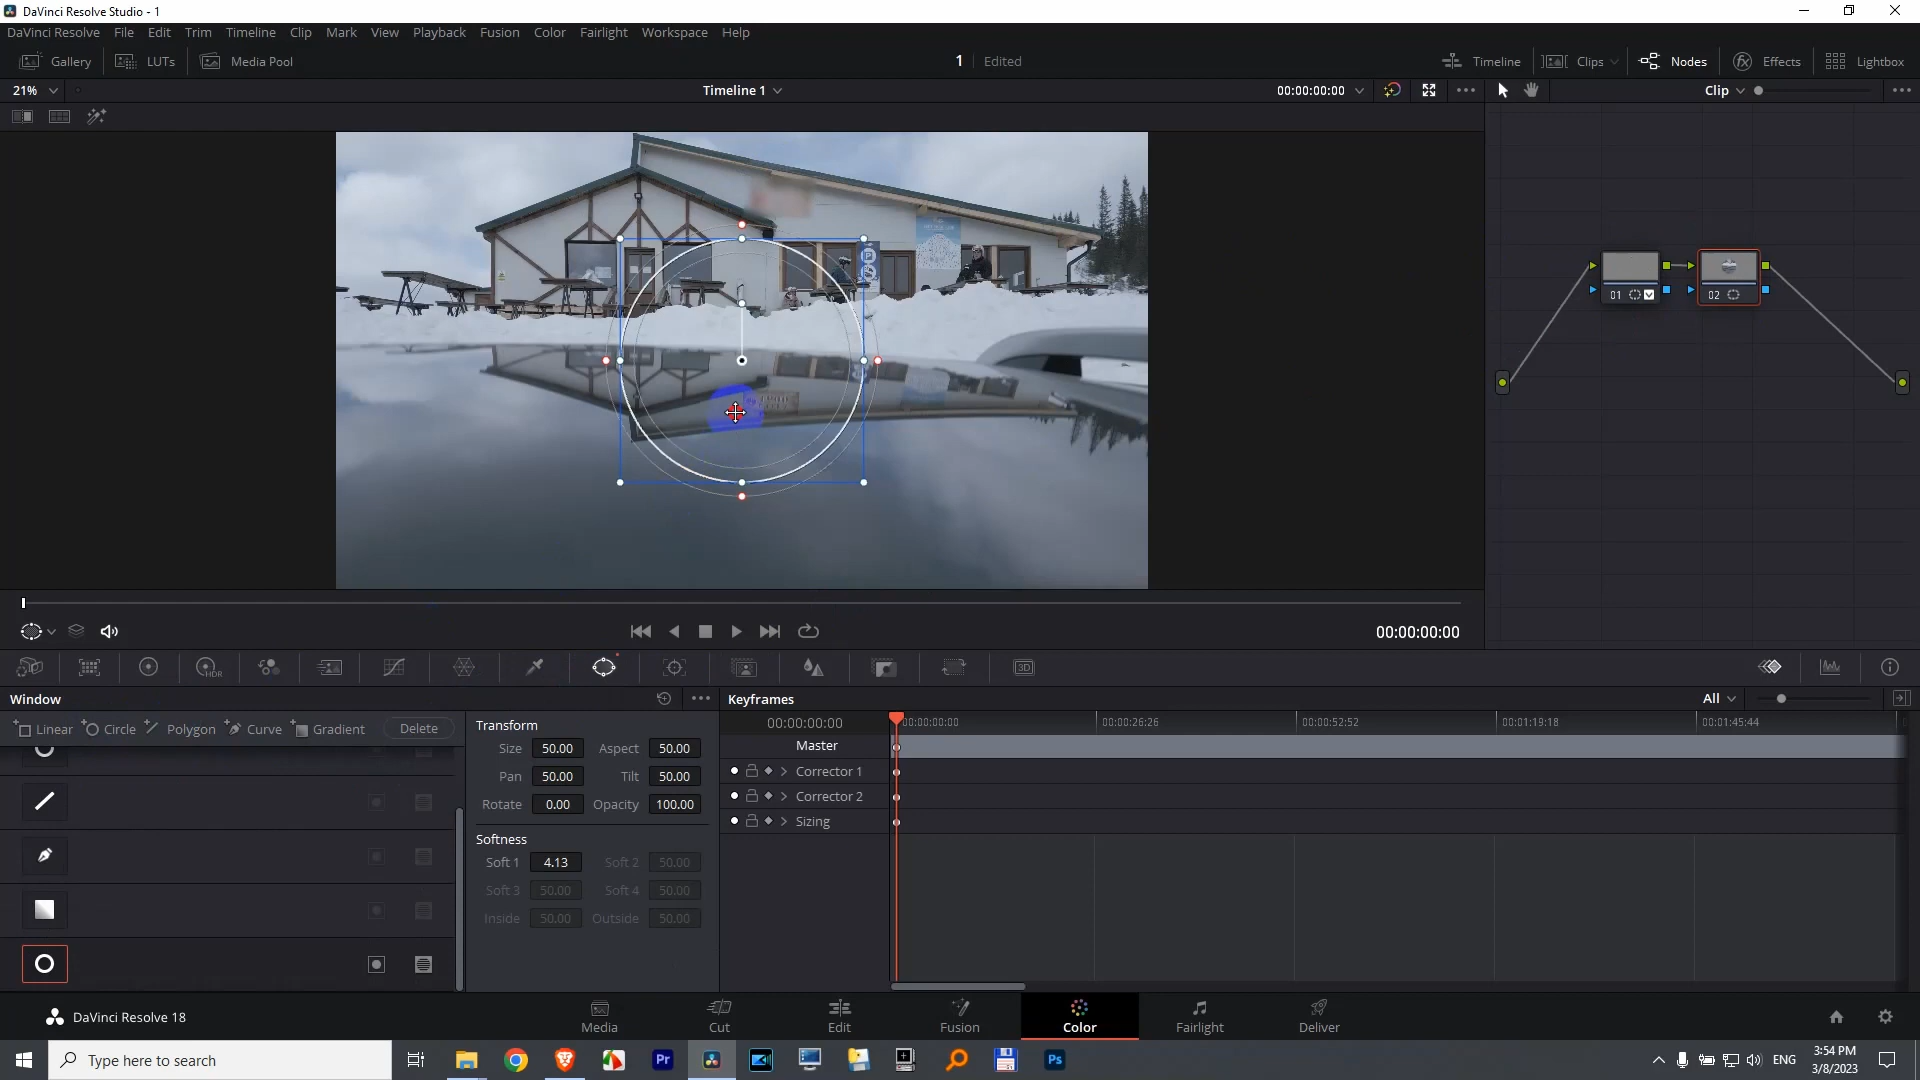 DaVinci Resolve Studio - 1
DaVinci Resolve File Edit Trim Timeline Clip Mark View Playback Fusion Color Fairlight Workspace Help
Gallery LUTs Media Pool 1 Edited Timeline Clips Nodes Effects Lightbox
21% Timeline 1 00:00:00:00 Clip
01 02
00:00:00:00
HDR 3D
Window Keyframes All
Linear Circle Polygon Curve Gradient Delete
Transform
Size 50.00 Aspect 50.00
Pan 50.00 Tilt 50.00
Rotate 0.00 Opacity 100.00
Softness
Soft 1 4.13 Soft 2 50.00
Soft 3 50.00 Soft 4 50.00
Inside 50.00 Outside 50.00
00:00:00:00 00:00:00:00 00:00:26:26 00:00:52:52 00:01:19:18 00:01:45:44
Master
Corrector 1
Corrector 2
Sizing
DaVinci Resolve 18
Media Cut Edit Fusion Color Fairlight Deliver
Type here to search
Pr
Ps
ENG
3:54 PM
3/8/2023